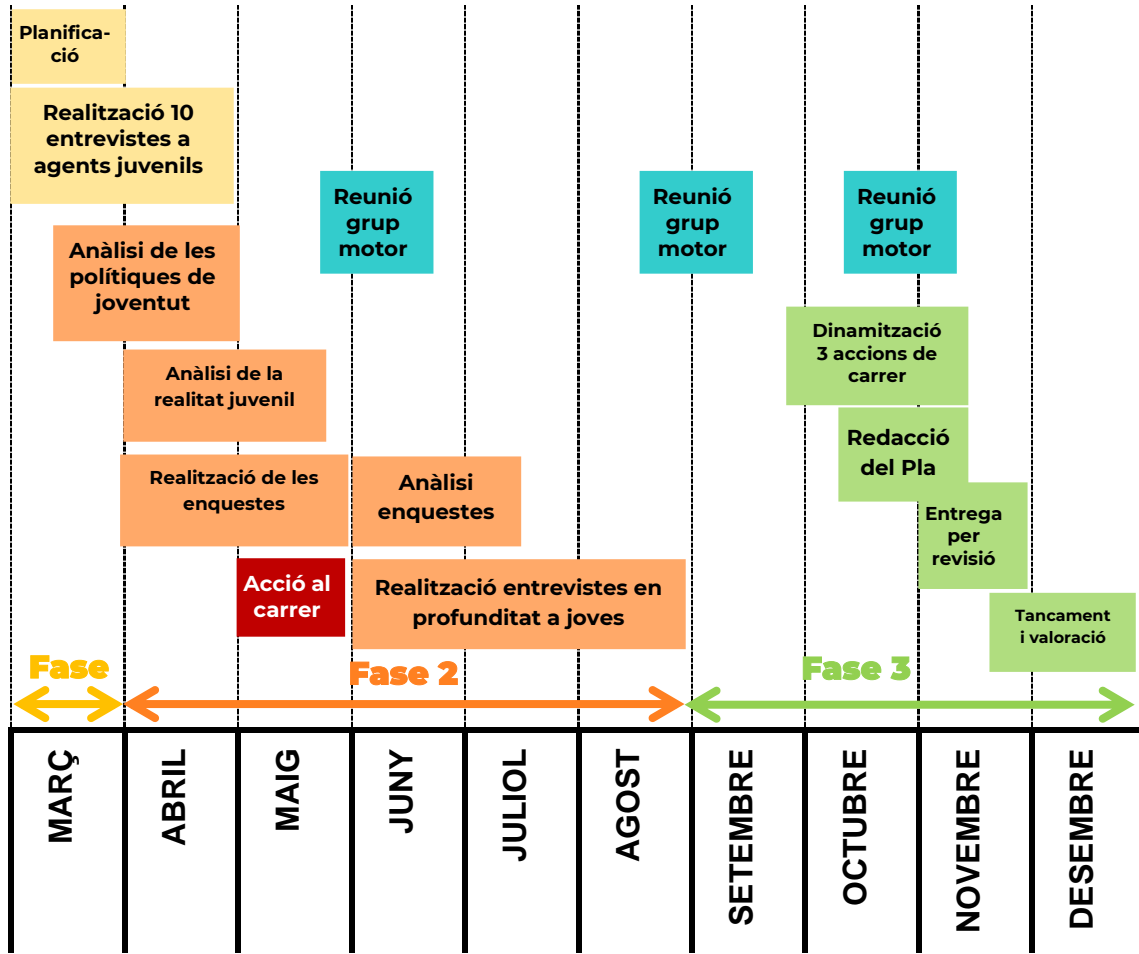 Planifica-
ció
Realització 10
entrevistes a
agents juvenils
Reunió
grup
motor
Reunió
grup
motor
Reunió
grup
motor
Anàlisi de les
polítiques de
joventut
Dinamització
3 accions de
carrer
Anàlisi de la
realitat juvenil
Redacció
del Pla
Realització de les
enquestes
Anàlisi
enquestes
Entrega
per
revisió
Acció al
carrer
Realització entrevistes en
profunditat a joves
Tancament
i valoració
Fase
Fase 2
Fase 3
MARÇ
ABRIL
MAIG
JUNY
JULIOL
AGOST
SETEMBRE
OCTUBRE
NOVEMBRE
DESEMBRE